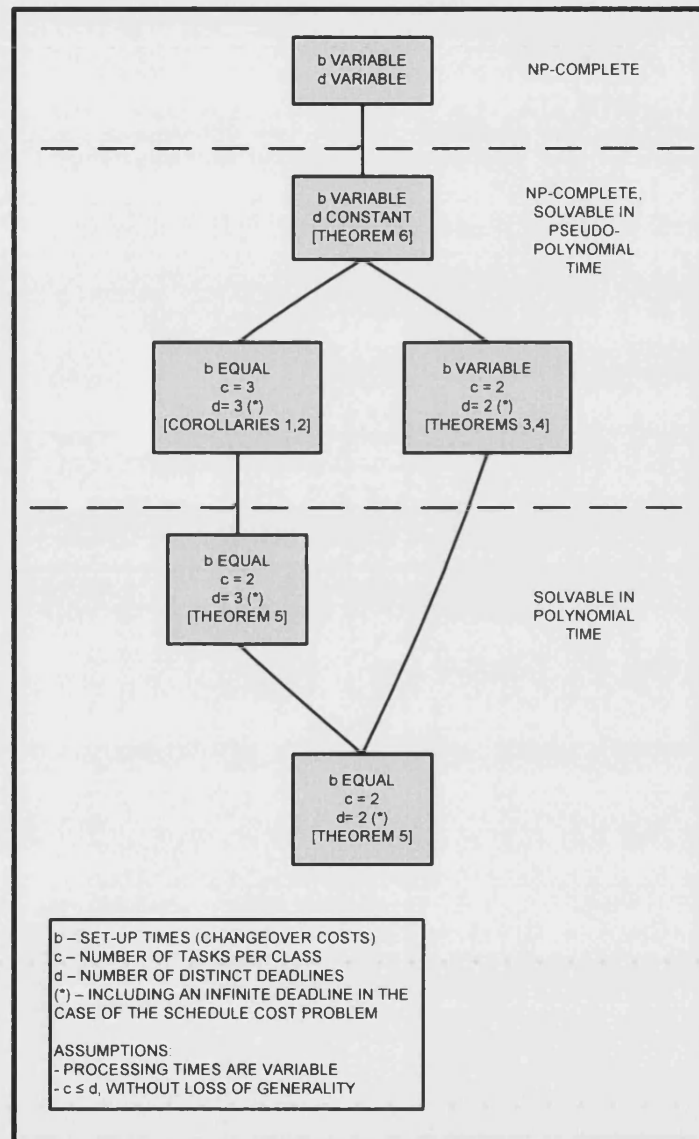 b VARIABLE
d VARIABLE
NP-COMPLETE
b VARIABLE
d CONSTANT
[THEOREM 6]
NP-COMPLETE,
SOLVABLE IN
PSEUDO-
POLYNOMIAL
TIME
b EQUAL
c = 3
d= 3 (*)
[COROLLARIES 1,2]
b VARIABLE
c = 2
d= 2 (*)
[THEOREMS 3,4]
b EQUAL
c = 2
d= 3 (*)
[THEOREM 5]
SOLVABLE IN
POLYNOMIAL
TIME
b EQUAL
c = 2
d= 2 (*)
[THEOREM 5]
b – SET-UP TIMES (CHANGEOVER COSTS)
c – NUMBER OF TASKS PER CLASS
d – NUMBER OF DISTINCT DEADLINES
(*) – INCLUDING AN INFINITE DEADLINE IN THE
CASE OF THE SCHEDULE COST PROBLEM
ASSUMPTIONS:
- PROCESSING TIMES ARE VARIABLE
- c ≤ d, WITHOUT LOSS OF GENERALITY